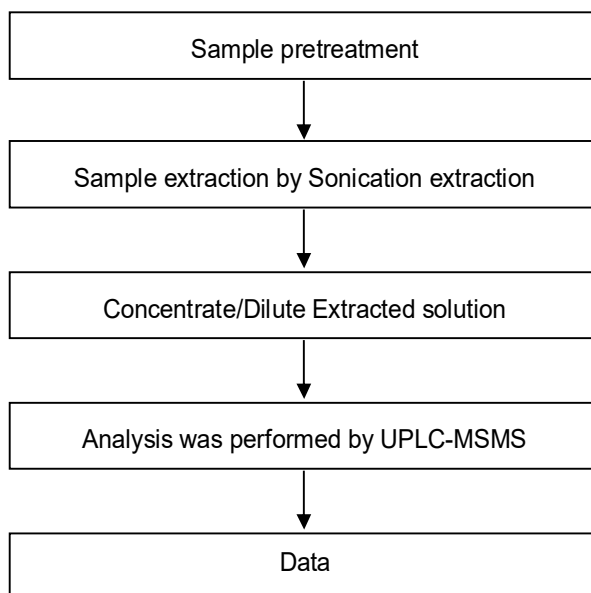 Sample pretreatment
Sample extraction by Sonication extraction
Concentrate/Dilute Extracted solution
Analysis was performed by UPLC-MSMS
Data